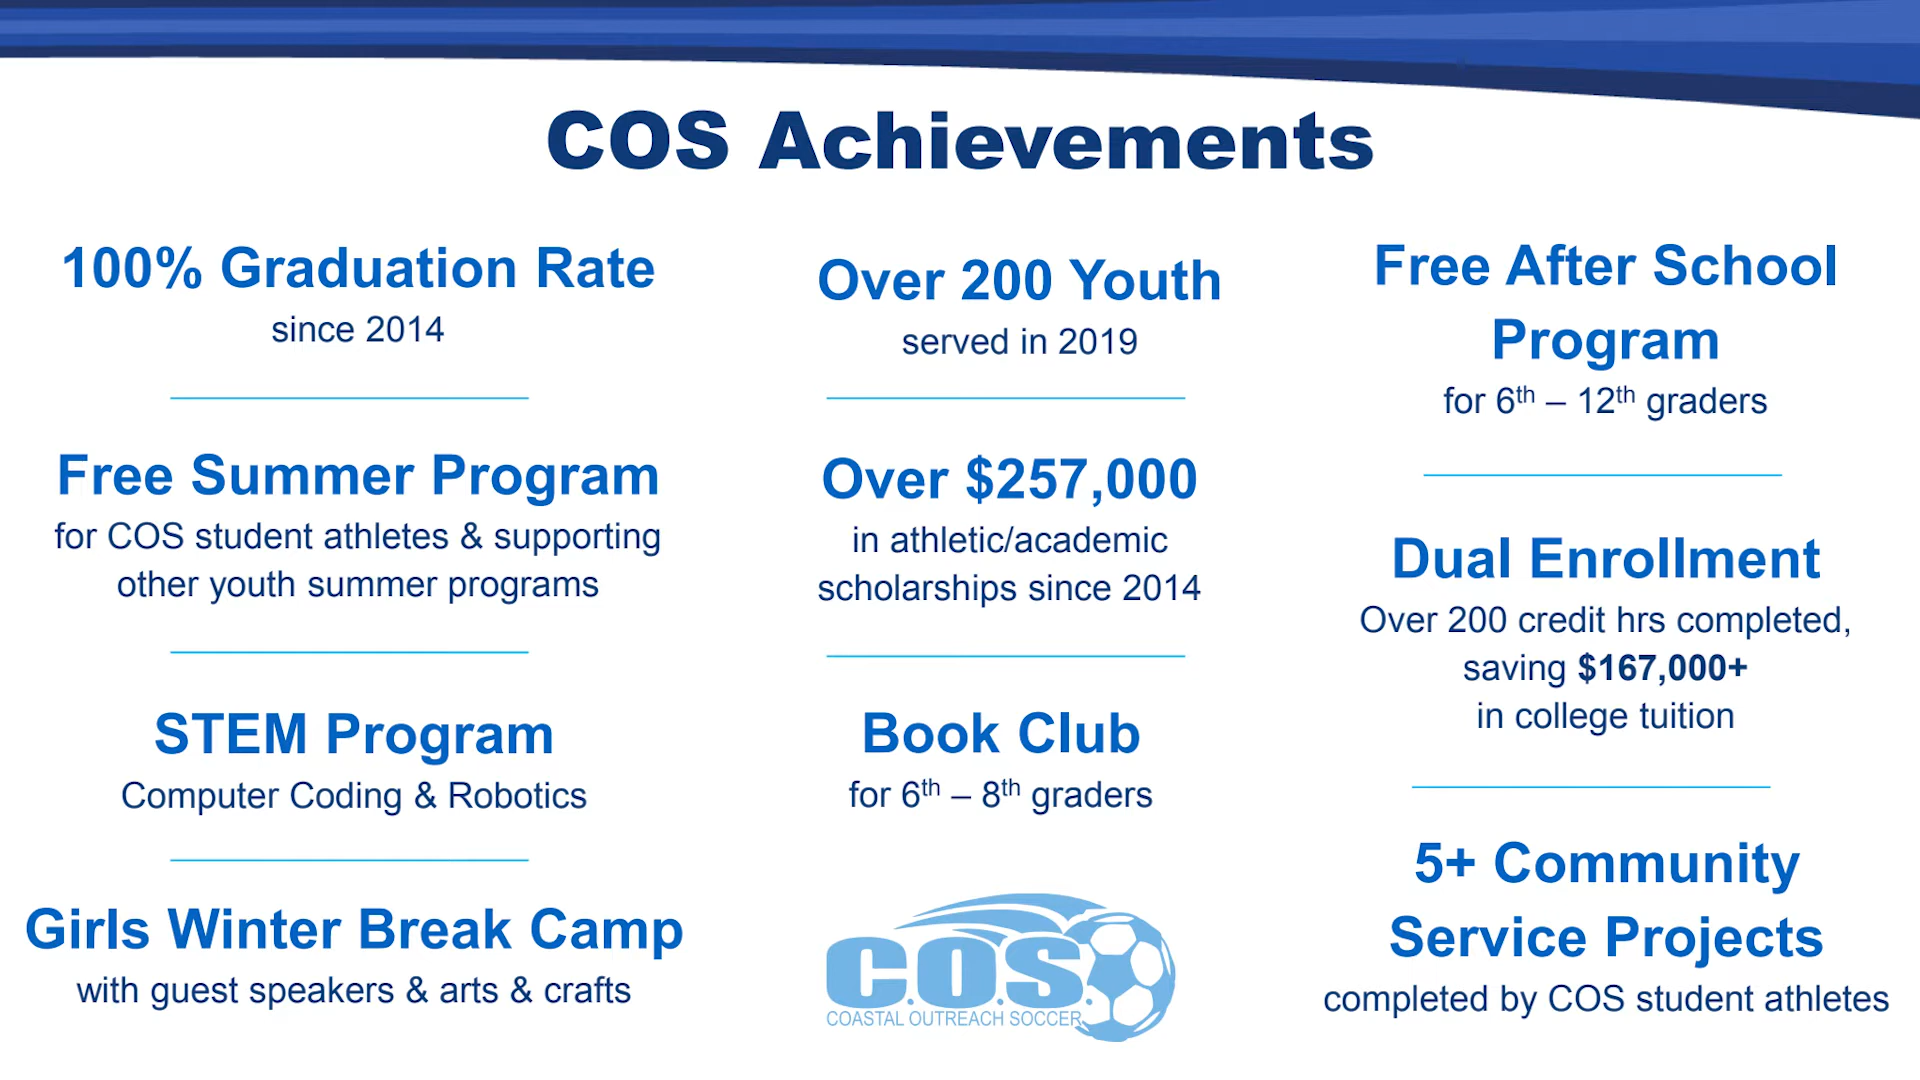 COS Achievements
100% Graduation Rate
since 2014
Free Summer Program
for COS student athletes & supporting
other youth summer programs
STEM Program
Computer Coding & Robotics
Girls Winter Break Camp
with guest speakers & arts & crafts
Over 200 Youth
served in 2019
Over $257,000
in athletic/academic
scholarships since 2014
Book Club
for 6th – 8th graders
C.O.S.
COASTAL OUTREACH SOCCER
Free After School
Program
for 6th – 12th graders
Dual Enrollment
Over 200 credit hrs completed,
saving $167,000+
in college tuition
5+ Community
Service Projects
completed by COS student athletes